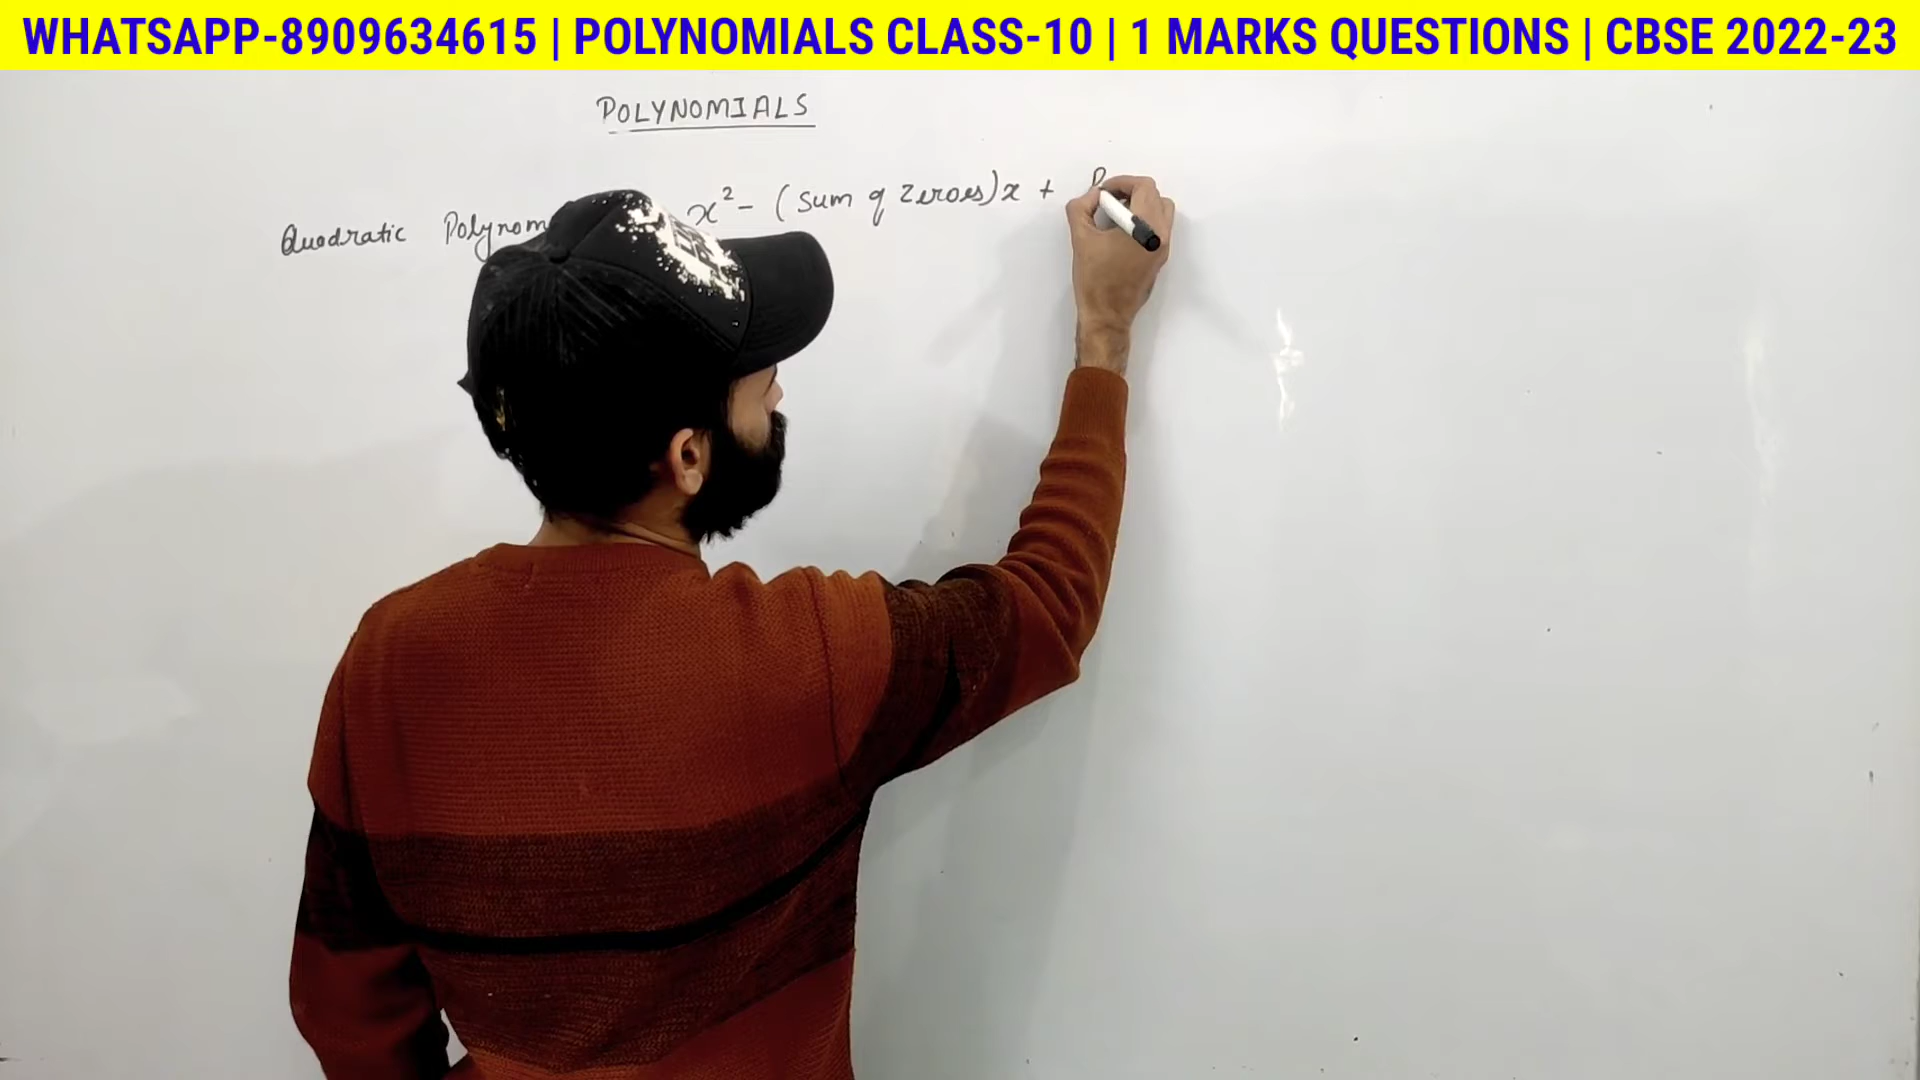 WHATSAPP-8909634615 | POLYNOMIALS CLASS-10 | 1 MARKS QUESTIONS | CBSE 2022-23
POLYNOMIALS
Quadratic Polynom x² - (Sum of Zeroes)x + P